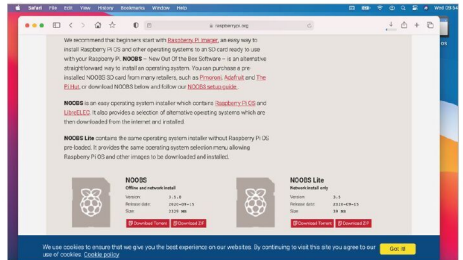 Safari File Edit View History Bookmarks Window Help
raspberrypi.org
We recommend that beginners start with Raspberry Pi Imager, an easy way to
install Raspberry Pi OS and other operating systems to an SD card ready to use
with your Raspberry Pi. NOOBS – New Out Of the Box Software – is an alternative
straightforward way to install an operating system. You can purchase a pre
installed NOOBS SD card from many retailers, such as Pimoroni, Adafruit and The
Pi Hut, or download NOOBS below and follow our NOOBS setup guide.
NOOBS is an easy operating system installer which contains Raspberry Pi OS and
LibreELEC. It also provides a selection of alternative operating systems which are
then downloaded from the internet and installed
NOOBS Lite contains the same operating system installer without Raspberry Pi OS
pre-loaded. It provides the same operating system selection menu allowing
Raspberry Pi OS and other images to be downloaded and installed.
NOOBS
Offline and network install
Version
Release date
Size
Download Torrent Download ZIP
NOOBS Lite
Network install only
Version
Release date
Size
Download Torrent Download ZIP
We use cookies to ensure that we give you the best experience on our websites. By continuing to visit this site you agree to our
use of cookies. Cookie policy
Got it!